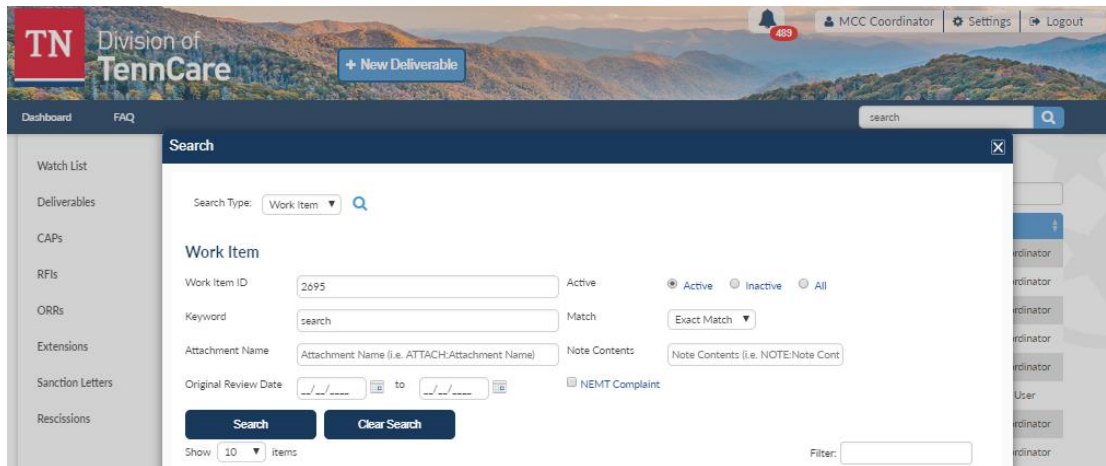 TN Division of TennCare
+ New Deliverable
489
MCC Coordinator Settings Logout
Dashboard FAQ search
Search
Watch List
Deliverables
CAPs
RFIs
ORRs
Extensions
Sanction Letters
Rescissions
Search Type: Work Item
Work Item
Work Item ID 2695 Active Active Inactive All
Keyword search Match Exact Match
Attachment Name Attachment Name (i.e. ATTACH:Attachment Name) Note Contents Note Contents (i.e. NOTE:Note Cont
Original Review Date __/__/____ to __/__/____ NEMT Complaint
Search Clear Search
Show 10 items Filter:
rdinator
rdinator
rdinator
rdinator
rdinator
User
rdinator
rdinator